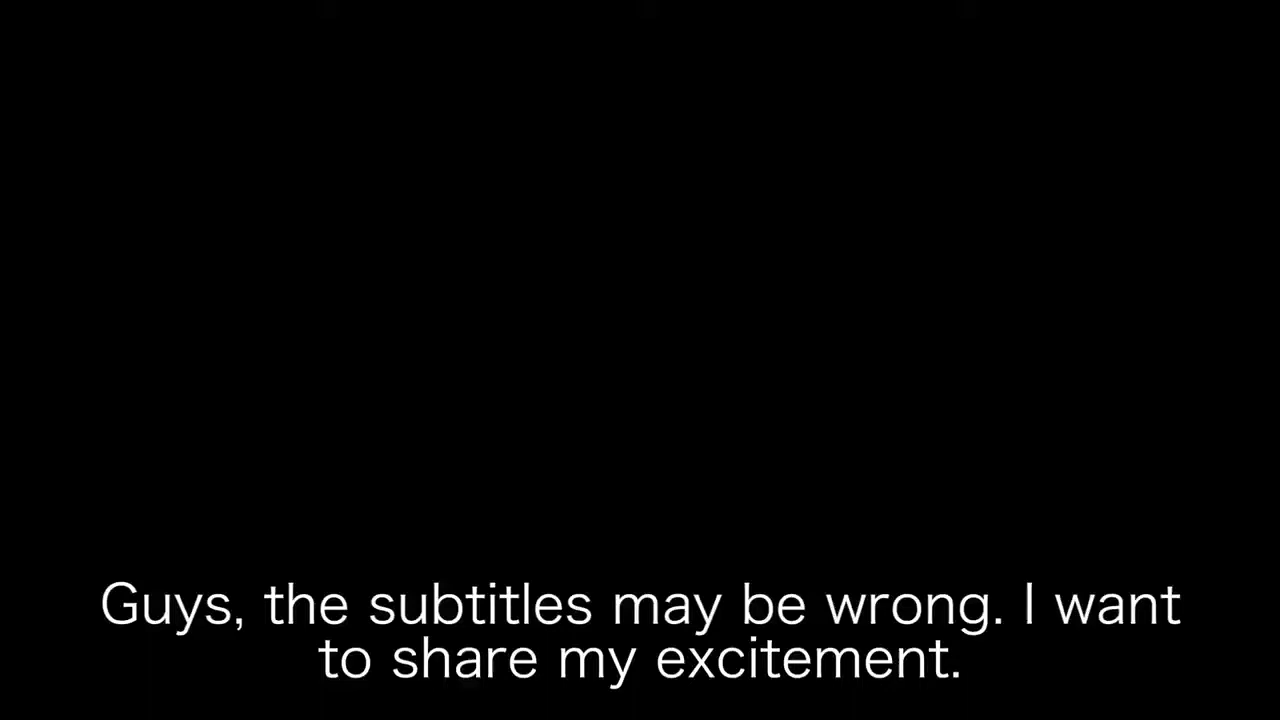 Guys, the subtitles may be wrong. I want
to share my excitement.